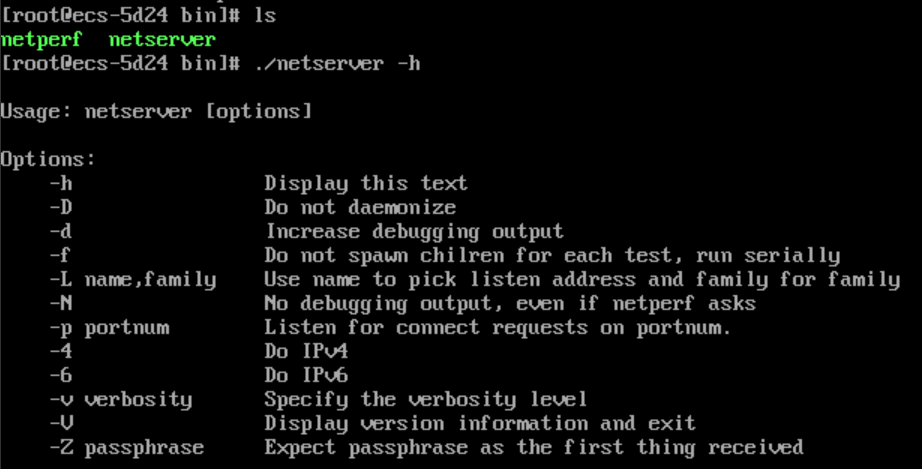 [root@ecs-5d24 bin]# ls
netperf  netserver
[root@ecs-5d24 bin]# ./netserver -h
Usage: netserver [options]
Options:
    -h                Display this text
    -D                Do not daemonize
    -d                Increase debugging output
    -f                Do not spawn chilren for each test, run serially
    -L name,family    Use name to pick listen address and family for family
    -N                No debugging output, even if netperf asks
    -p portnum        Listen for connect requests on portnum.
    -4                Do IPv4
    -6                Do IPv6
    -v verbosity      Specify the verbosity level
    -V                Display version information and exit
    -Z passphrase     Expect passphrase as the first thing received